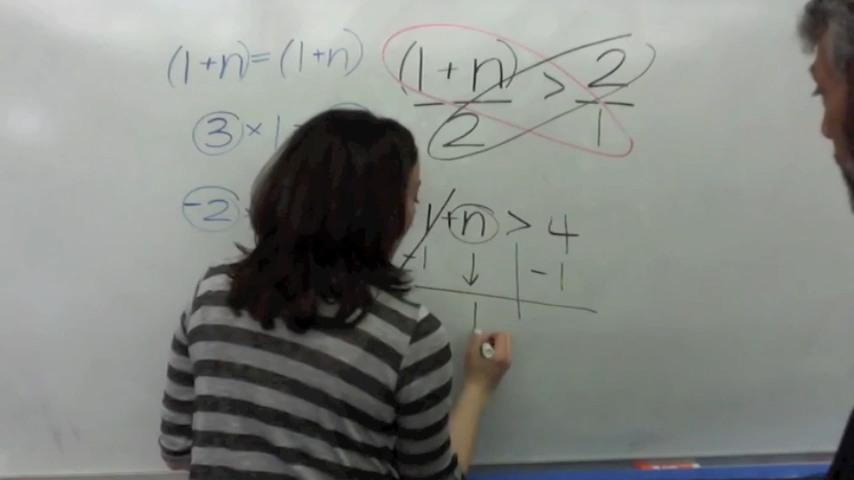 (1+n)=(1+n)
(1+n) > 2
2 1
3 × 1
-2
1+n > 4
-1 ↓ -1